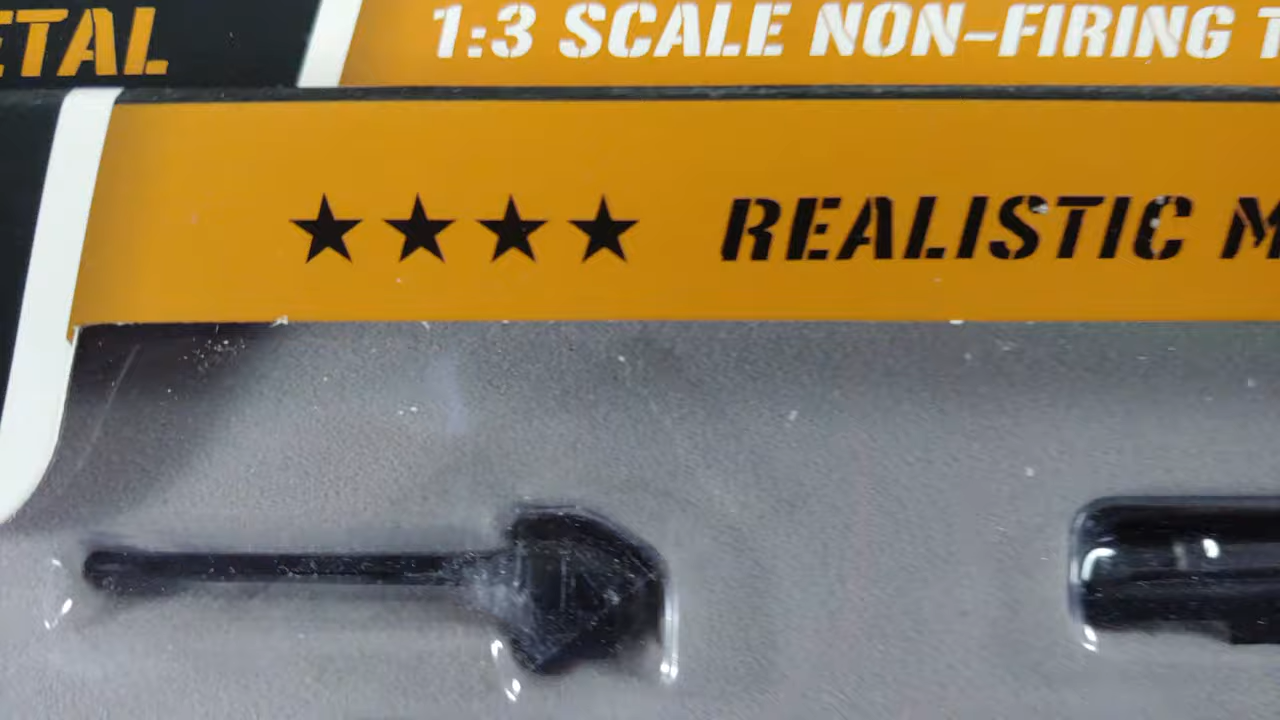 ETAL
1:3 SCALE NON-FIRING T
★★★★ REALISTIC M